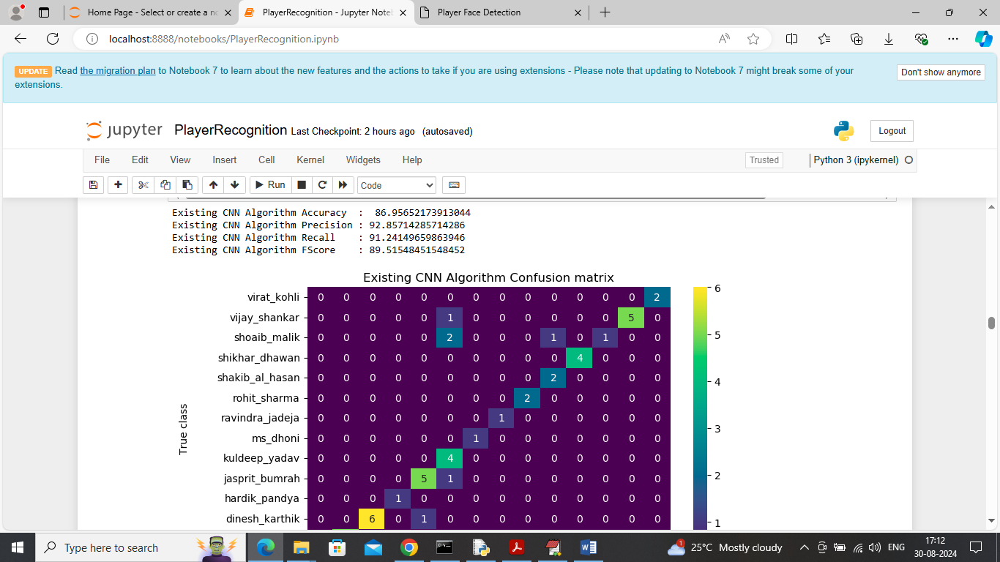 Home Page - Select or create a no
PlayerRecognition - Jupyter Note
Player Face Detection
localhost:8888/notebooks/PlayerRecognition.ipynb
UPDATE Read the migration plan to Notebook 7 to learn about the new features and the actions to take if you are using extensions - Please note that updating to Notebook 7 might break some of your
extensions.
Don't show anymore
jupyter PlayerRecognition Last Checkpoint: 2 hours ago (autosaved)
Logout
File Edit View Insert Cell Kernel Widgets Help
Trusted
Python 3 (ipykernel)
Run
Code
Existing CNN Algorithm Accuracy : 86.95652173913044
Existing CNN Algorithm Precision : 92.85714285714286
Existing CNN Algorithm Recall : 91.24149659863946
Existing CNN Algorithm FScore : 89.51548451548452
Existing CNN Algorithm Confusion matrix
True class
virat_kohli 0 0 0 0 0 0 0 0 0 0 0 0 0 2
vijay_shankar 0 0 0 0 0 1 0 0 0 0 0 0 5 0
shoaib_malik 0 0 0 0 0 2 0 0 0 1 0 1 0 0
shikhar_dhawan 0 0 0 0 0 0 0 0 0 0 4 0 0 0
shakib_al_hasan 0 0 0 0 0 0 0 0 0 2 0 0 0 0
rohit_sharma 0 0 0 0 0 0 0 0 2 0 0 0 0 0
ravindra_jadeja 0 0 0 0 0 0 0 1 0 0 0 0 0 0
ms_dhoni 0 0 0 0 0 0 1 0 0 0 0 0 0 0
kuldeep_yadav 0 0 0 0 0 4 0 0 0 0 0 0 0 0
jasprit_bumrah 0 0 0 0 5 1 0 0 0 0 0 0 0 0
hardik_pandya 0 0 0 1 0 0 0 0 0 0 0 0 0 0
dinesh_karthik 0 0 6 0 1 0 0 0 0 0 0 0 0 0
6
5
4
3
2
1
Type here to search
25°C Mostly cloudy
ENG
17:12
30-08-2024